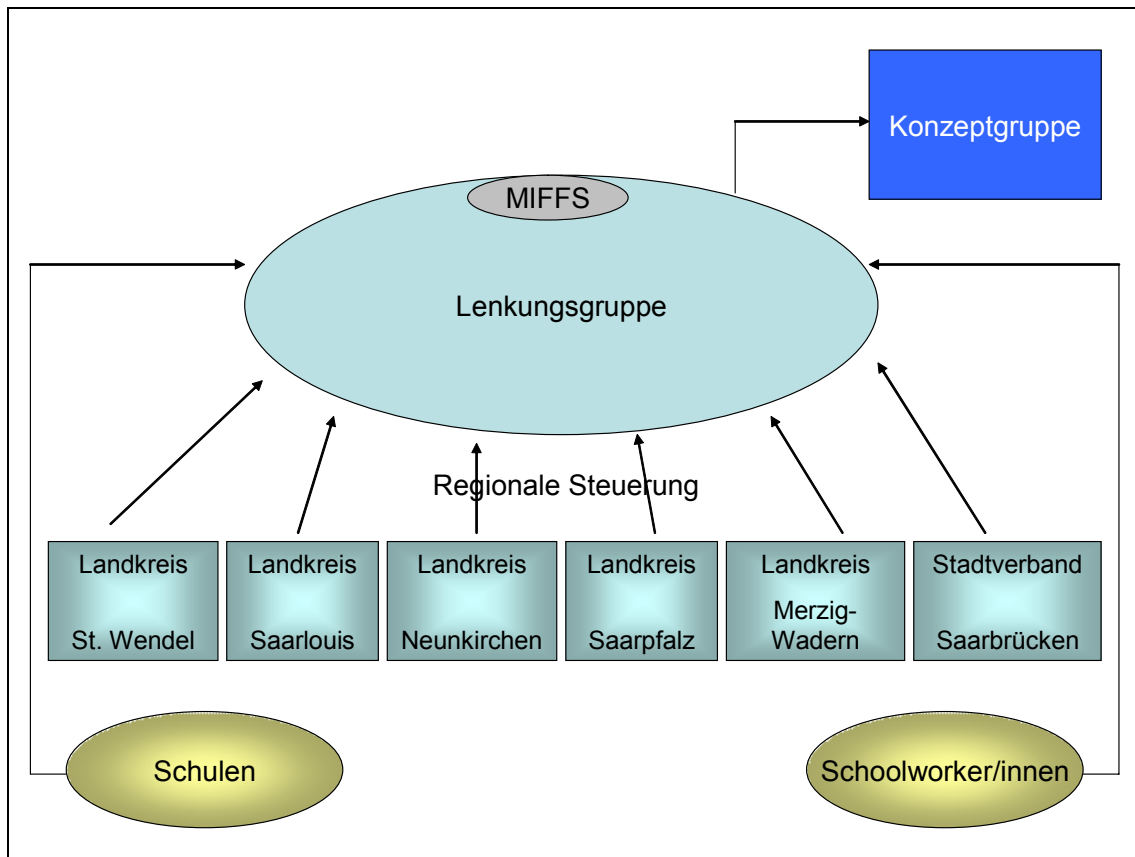 Konzeptgruppe
MIFFS
Lenkungsgruppe
Regionale Steuerung
Landkreis
St. Wendel
Landkreis
Saarlouis
Landkreis
Neunkirchen
Landkreis
Saarpfalz
Landkreis
Merzig-
Wadern
Stadtverband
Saarbrücken
Schulen
Schoolworker/innen